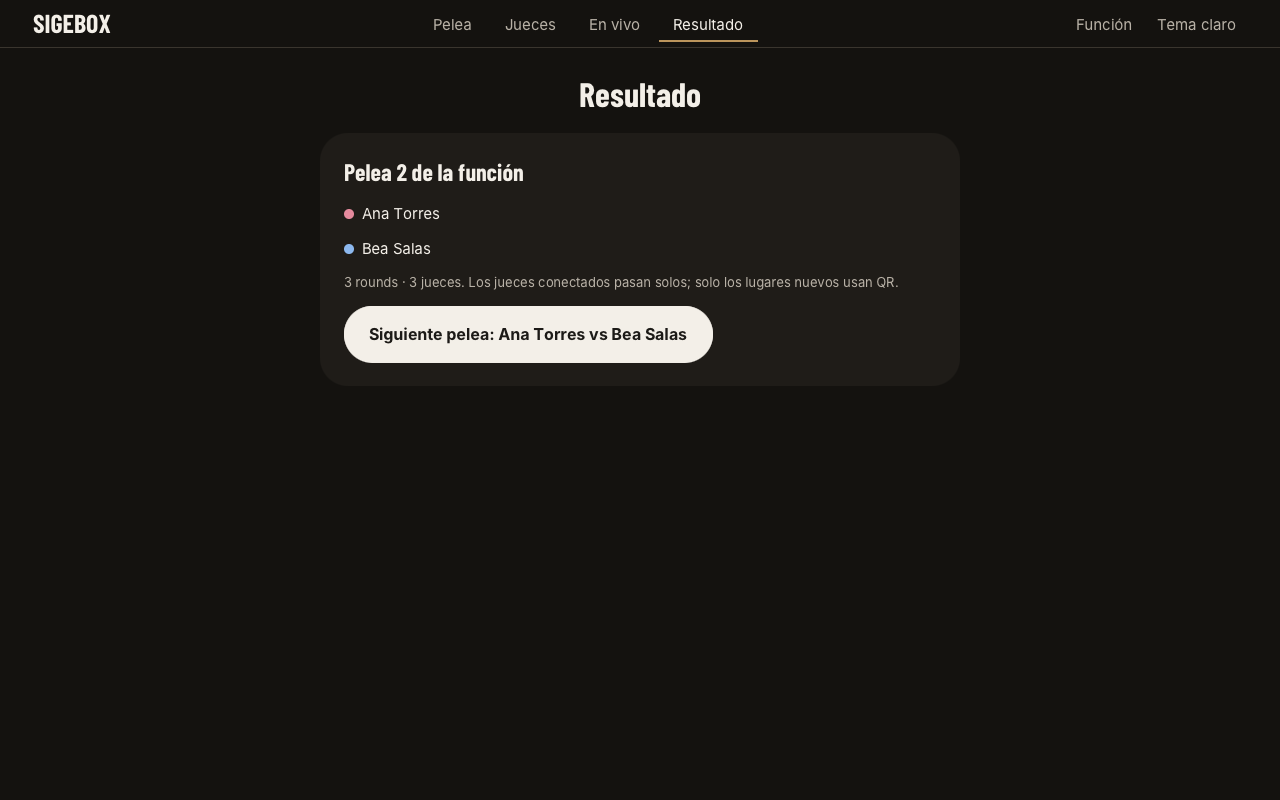 SIGEBOX
Pelea
Jueces
En vivo
Resultado
Función
Tema claro
Resultado
Pelea 2 de la función
Ana Torres
Bea Salas
3 rounds · 3 jueces. Los jueces conectados pasan solos; solo los lugares nuevos usan QR.
Siguiente pelea: Ana Torres vs Bea Salas